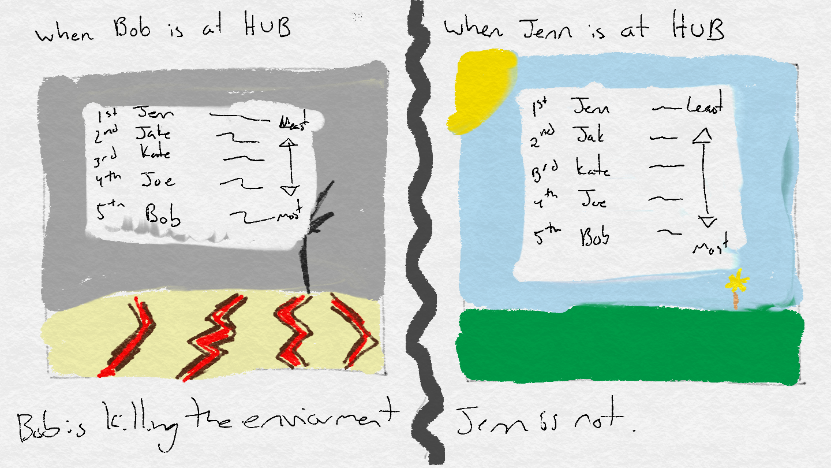 when Bob is at HUB
1st Jenn Least
2nd Jake
3rd Kate
4th Joe
5th Bob most
Bob is killing the enviarment
when Jenn is at HUB
1st Jenn Least
2nd Jak
3rd Kate
4th Joe
5th Bob
Most
Jenn is not.